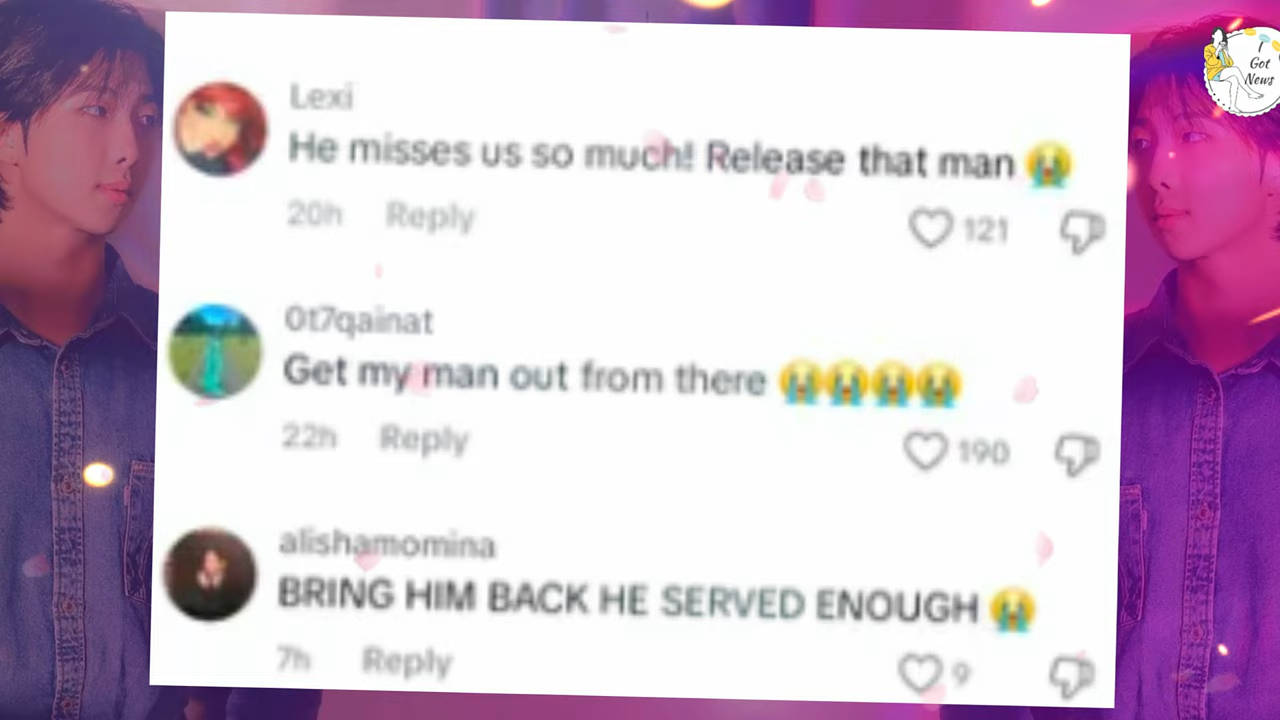 I
Got
News
Lexi
He misses us so much! Release that man 😭
20h Reply 121
0t7qainat
Get my man out from there 😭😭😭😭
22h Reply 190
alishamomina
BRING HIM BACK HE SERVED ENOUGH 😭
7h Reply 9